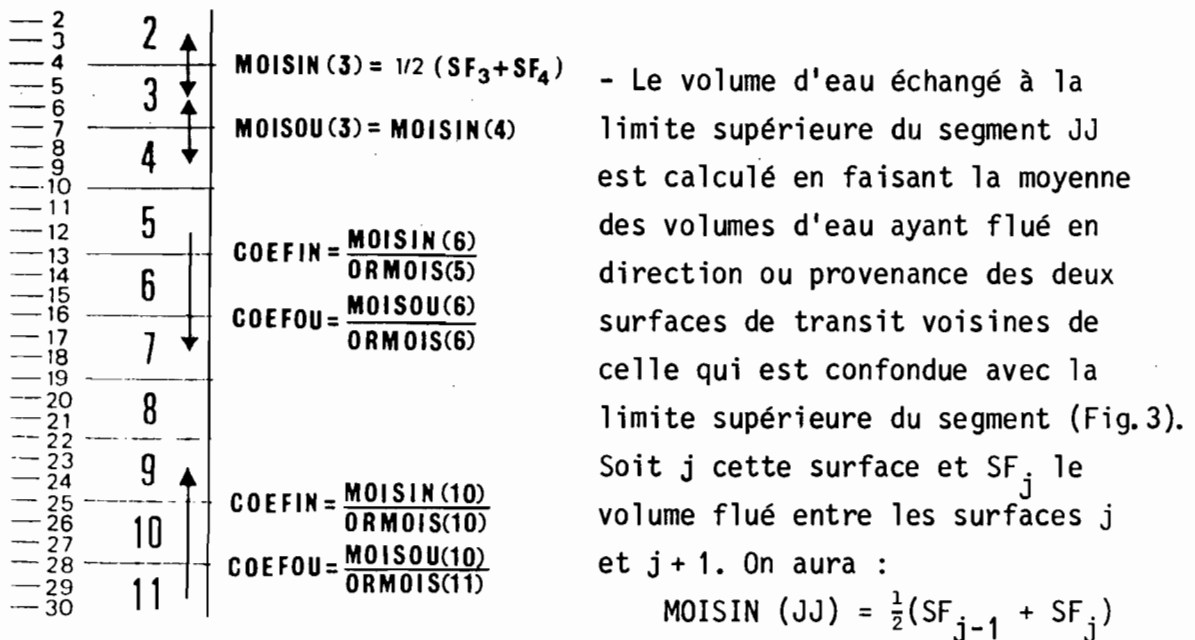 2
3
4
5
6
7
8
9
10
11
12
13
14
15
16
17
18
19
20
21
22
23
24
25
26
27
28
29
30
2
3
4
5
6
7
8
9
10
11
MOISIN (3) = 1/2 (SF₃+SF₄)
MOISOU (3) = MOISIN (4)
COEFIN = MOISIN (6)
ORMOIS(5)
COEFOU = MOISOU(6)
ORMOIS(6)
COEFIN = MOISIN(10)
ORMOIS(10)
COEFOU = MOISOU(10)
ORMOIS(11)
- Le volume d'eau échangé à la
limite supérieure du segment JJ
est calculé en faisant la moyenne
des volumes d'eau ayant flué en
direction ou provenance des deux
surfaces de transit voisines de
celle qui est confondue avec la
limite supérieure du segment (Fig.3).
Soit j cette surface et SFⱼ le
volume flué entre les surfaces j
et j + 1. On aura :
MOISIN (JJ) = ½(SFⱼ₋₁ + SFⱼ)